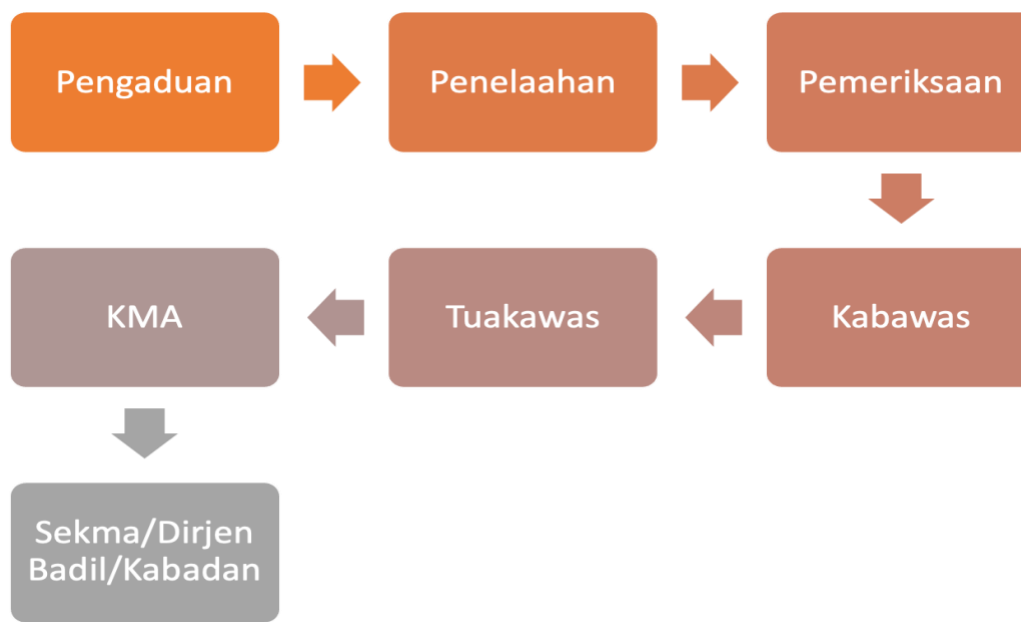 Pengaduan
Penelaahan
Pemeriksaan
Kabawas
Tuakawas
KMA
Sekma/Dirjen
Badil/Kabadan